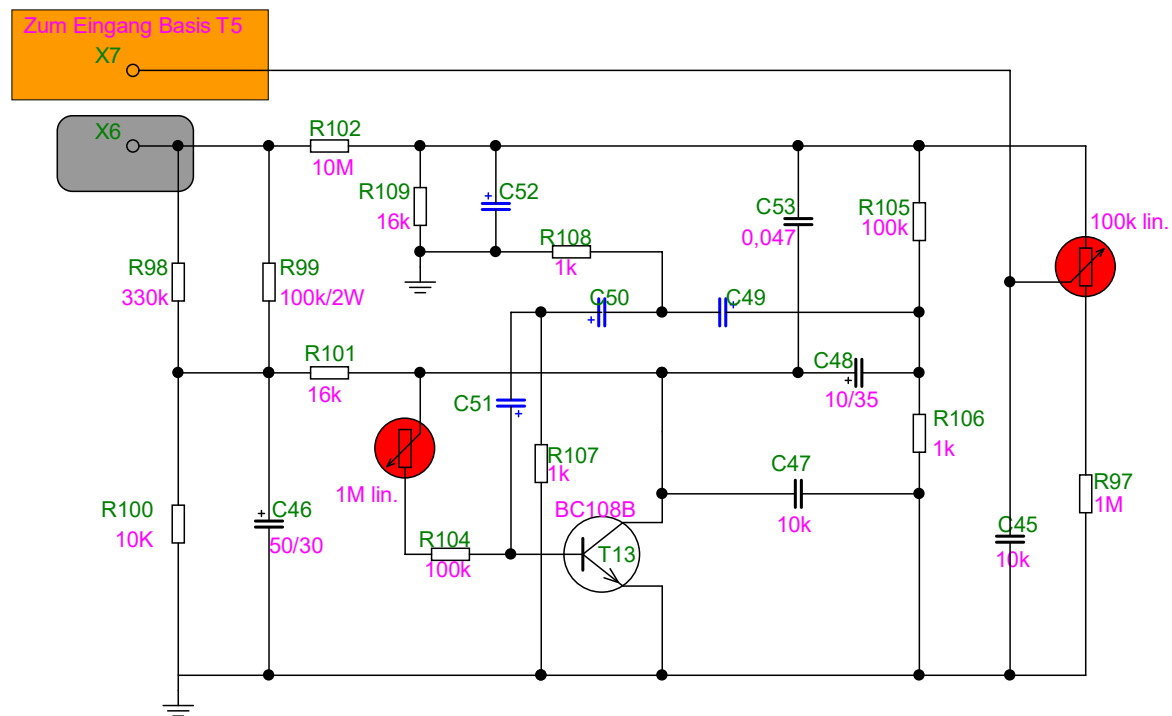 Zum Eingang Basis T5
X7
X6
R102
10M
R109
16k
C52
R108
1k
C53
0,047
R105
100k
100k lin.
R98
330k
R99
100k/2W
C50
C49
R101
16k
C48
10/35
C51
R106
1k
1M lin.
R107
1k
C47
10k
R97
1M
R100
10K
C46
50/30
R104
100k
BC108B
T13
C45
10k